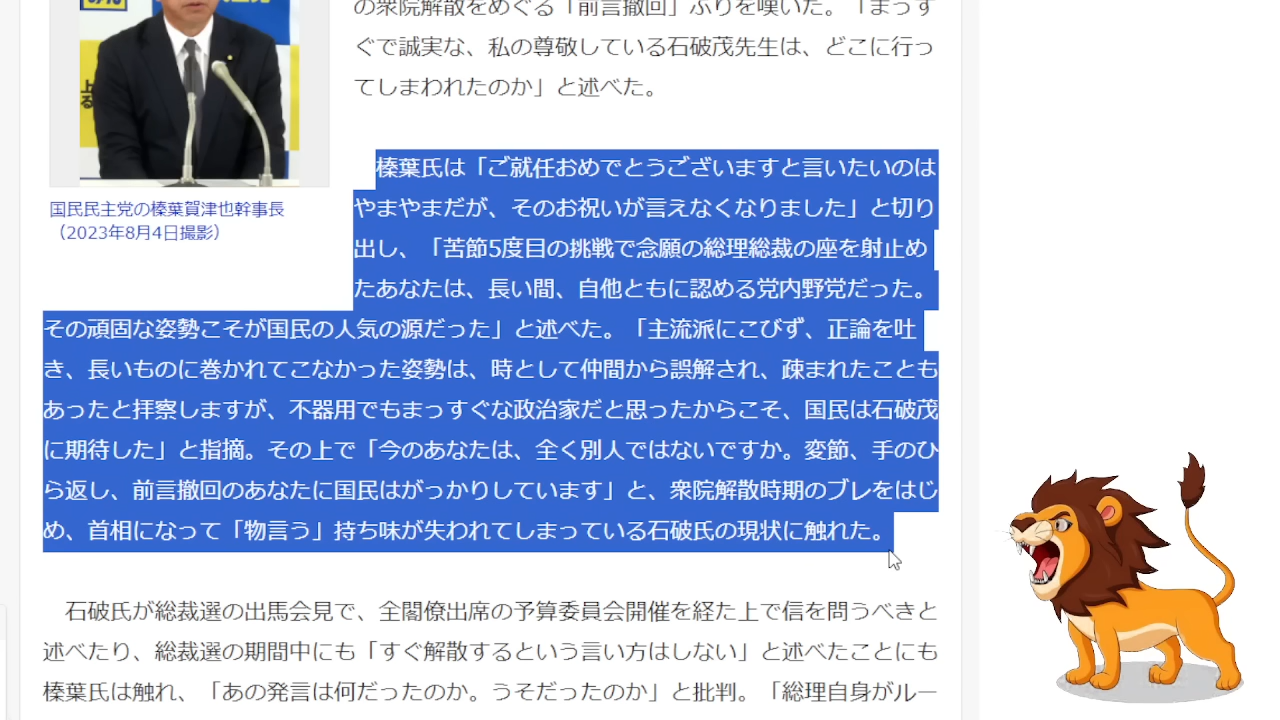 の衆院解散をめぐる「前言撤回」ぶりを嘆いた。「まっす
ぐで誠実な、私の尊敬している石破茂先生は、どこに行っ
てしまわれたのか」と述べた。
榛葉氏は「ご就任おめでとうございますと言いたいのは
やまやまだが、そのお祝いが言えなくなりました」と切り
出し、「苦節5度目の挑戦で念願の総理総裁の座を射止め
たあなたは、長い間、自他ともに認める党内野党だった。
その頑固な姿勢こそが国民の人気の源だった」と述べた。「主流派にこびず、正論を吐
き、長いものに巻かれてこなかった姿勢は、時として仲間から誤解され、疎まれたことも
あったと拝察しますが、不器用でもまっすぐな政治家だと思ったからこそ、国民は石破茂
に期待した」と指摘。その上で「今のあなたは、全く別人ではないですか。変節、手のひ
ら返し、前言撤回のあなたに国民はがっかりしています」と、衆院解散時期のブレをはじ
め、首相になって「物言う」持ち味が失われてしまっている石破氏の現状に触れた。
国民民主党の榛葉賀津也幹事長
（2023年8月4日撮影）
石破氏が総裁選の出馬会見で、全閣僚出席の予算委員会開催を経た上で信を問うべきと
述べたり、総裁選の期間中にも「すぐ解散するという言い方はしない」と述べたことにも
榛葉氏は触れ、「あの発言は何だったのか。うそだったのか」と批判。「総理自身がルー